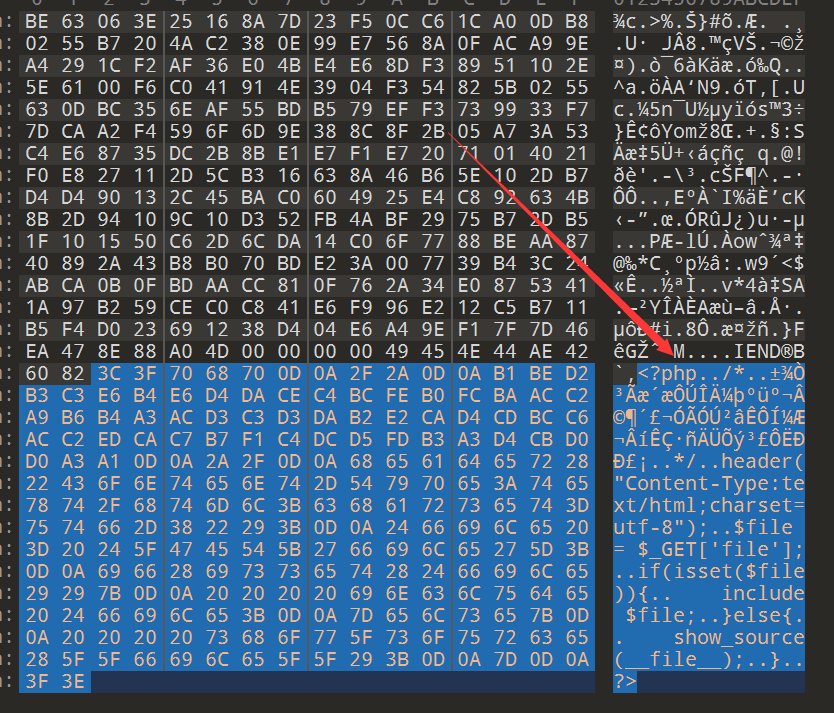 BE 63 06 3E 25 16 8A 7D 23 F5 0C C6 1C A0 0D B8 ¾c.>%.Š}#õ.Æ. .¸
02 55 B7 20 4A C2 38 0E 99 E7 56 8A 0F AC A9 9E .U· JÂ8.™çVŠ.¬©ž
A4 29 1C F2 AF 36 E0 4B E4 E6 8D F3 89 51 10 2E ¤).ò¯6àKäæ.ó‰Q..
5E 61 00 F6 C0 41 91 4E 39 04 F3 54 82 5B 02 55 ^a.öÀA‘N9.óT‚[.U
63 0D BC 35 6E AF 55 BD B5 79 EF F3 73 99 33 F7 c.¼5n¯U½µyïós™3÷
7D CA A2 F4 59 6F 6D 9E 38 8C 8F 2B 05 A7 3A 53 }Ê¢ôYomž8Œ.+.§:S
C4 E6 87 35 DC 2B 8B E1 E7 F1 E7 20 71 01 40 21 Äæ‡5Ü+‹áçñç q.@!
F0 E8 27 11 2D 5C B3 16 63 8A 46 B6 5E 10 2D B7 ðè'.-\³.cŠF¶^.-·
D4 D4 90 13 2C 45 BA C0 60 49 25 E4 C8 92 63 4B ÔÔ..,EºÀ`I%äÈ’cK
8B 2D 94 10 9C 10 D3 52 FB 4A BF 29 75 B7 2D B5 ‹-”.œ.ÓRûJ¿)u·-µ
1F 10 15 50 C6 2D 6C DA 14 C0 6F 77 88 BE AA 87 ...PÆ-lÚ.Àowˆ¾ª‡
40 89 2A 43 B8 B0 70 BD E2 3A 00 77 39 B4 3C 24 @‰*C¸°p½â:.w9´<$
AB CA 0B 0F BD AA CC 81 0F 76 2A 34 E0 87 53 41 «Ê..½ªÌ..v*4à‡SA
1A 97 B2 59 CE C0 C8 41 E6 F9 96 E2 12 C5 B7 11 .—²YÎÀÈAæù–â.Å·.
B5 F4 D0 23 69 12 38 D4 04 E6 A4 9E F1 7F 7D 46 µôÐ#i.8Ô.æ¤žñ.}F
EA 47 8E 88 A0 4D 00 00 00 00 49 45 4E 44 AE 42 êGŽˆ M....IEND®B
60 82 3C 3F 70 68 70 0D 0A 2F 2A 0D 0A B1 BE D2 `‚<?php../*..±¾Ò
B3 C3 E6 B4 E6 D4 DA CE C4 BC FE B0 FC BA AC C2 ³Ãæ´æÔÚÎÄ¼þ°üº¬Â
A9 B6 B4 A3 AC D3 C3 D3 DA B2 E2 CA D4 CD BC C6 ©¶´£¬ÓÃÓÚ²âÊÔÍ¼Æ
AC C2 ED CA C7 B7 F1 C4 DC D5 FD B3 A3 D4 CB D0 ¬ÂíÊÇ·ñÄÜÕý³£ÔËÐ
D0 A3 A1 0D 0A 2A 2F 0D 0A 68 65 61 64 65 72 28 Ð£¡..*/..header(
22 43 6F 6E 74 65 6E 74 2D 54 79 70 65 3A 74 65 "Content-Type:te
78 74 2F 68 74 6D 6C 3B 63 68 61 72 73 65 74 3D xt/html;charset=
75 74 66 2D 38 22 29 3B 0D 0A 24 66 69 6C 65 20 utf-8");..$file
3D 20 24 5F 47 45 54 5B 27 66 69 6C 65 27 5D 3B = $_GET['file'];
0D 0A 69 66 28 69 73 73 65 74 28 24 66 69 6C 65 ..if(isset($file
29 29 7B 0D 0A 20 20 20 20 69 6E 63 6C 75 64 65 )){..    include
20 24 66 69 6C 65 3B 0D 0A 7D 65 6C 73 65 7B 0D  $file;..}else{.
0A 20 20 20 20 73 68 6F 77 5F 73 6F 75 72 63 65 .    show_source
28 5F 5F 66 69 6C 65 5F 5F 29 3B 0D 0A 7D 0D 0A (__file__);..}..
3F 3E ?>